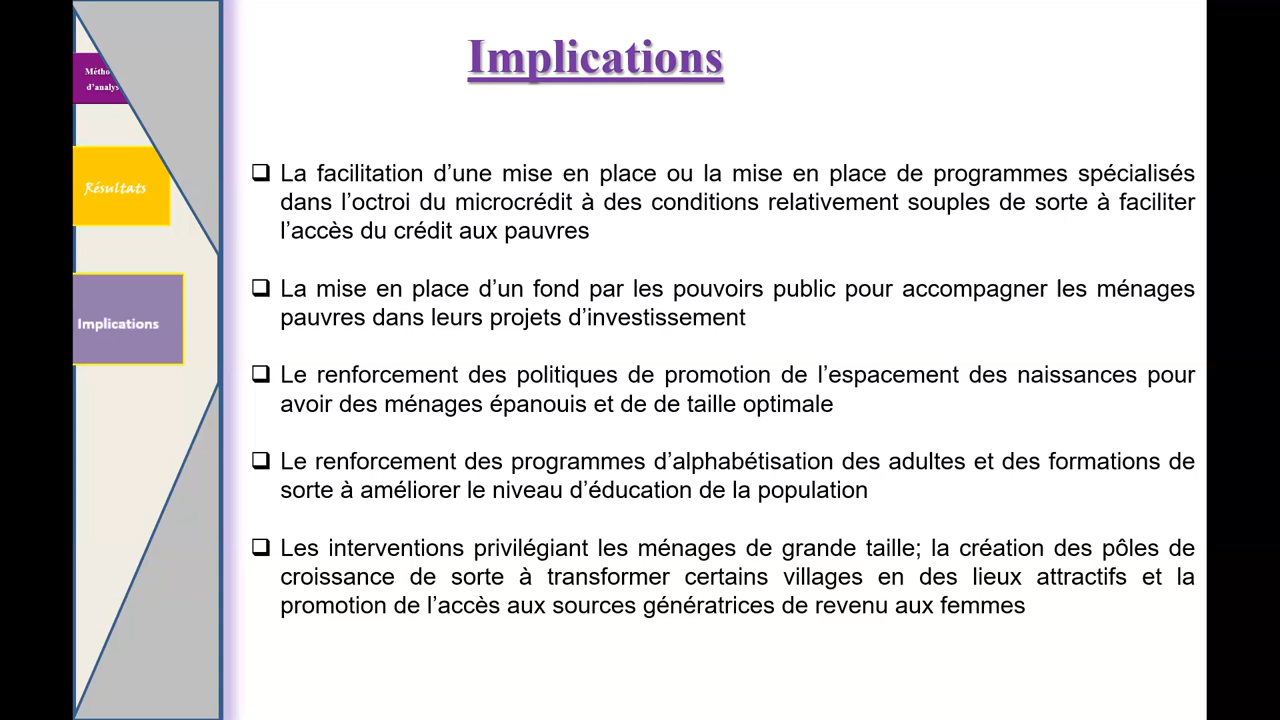 Implications
Métho
d'analys
Résultats
Implications
❑ La facilitation d'une mise en place ou la mise en place de programmes spécialisés
dans l'octroi du microcrédit à des conditions relativement souples de sorte à faciliter
l'accès du crédit aux pauvres
❑ La mise en place d'un fond par les pouvoirs public pour accompagner les ménages
pauvres dans leurs projets d'investissement
❑ Le renforcement des politiques de promotion de l'espacement des naissances pour
avoir des ménages épanouis et de de taille optimale
❑ Le renforcement des programmes d'alphabétisation des adultes et des formations de
sorte à améliorer le niveau d'éducation de la population
❑ Les interventions privilégiant les ménages de grande taille; la création des pôles de
croissance de sorte à transformer certains villages en des lieux attractifs et la
promotion de l'accès aux sources génératrices de revenu aux femmes